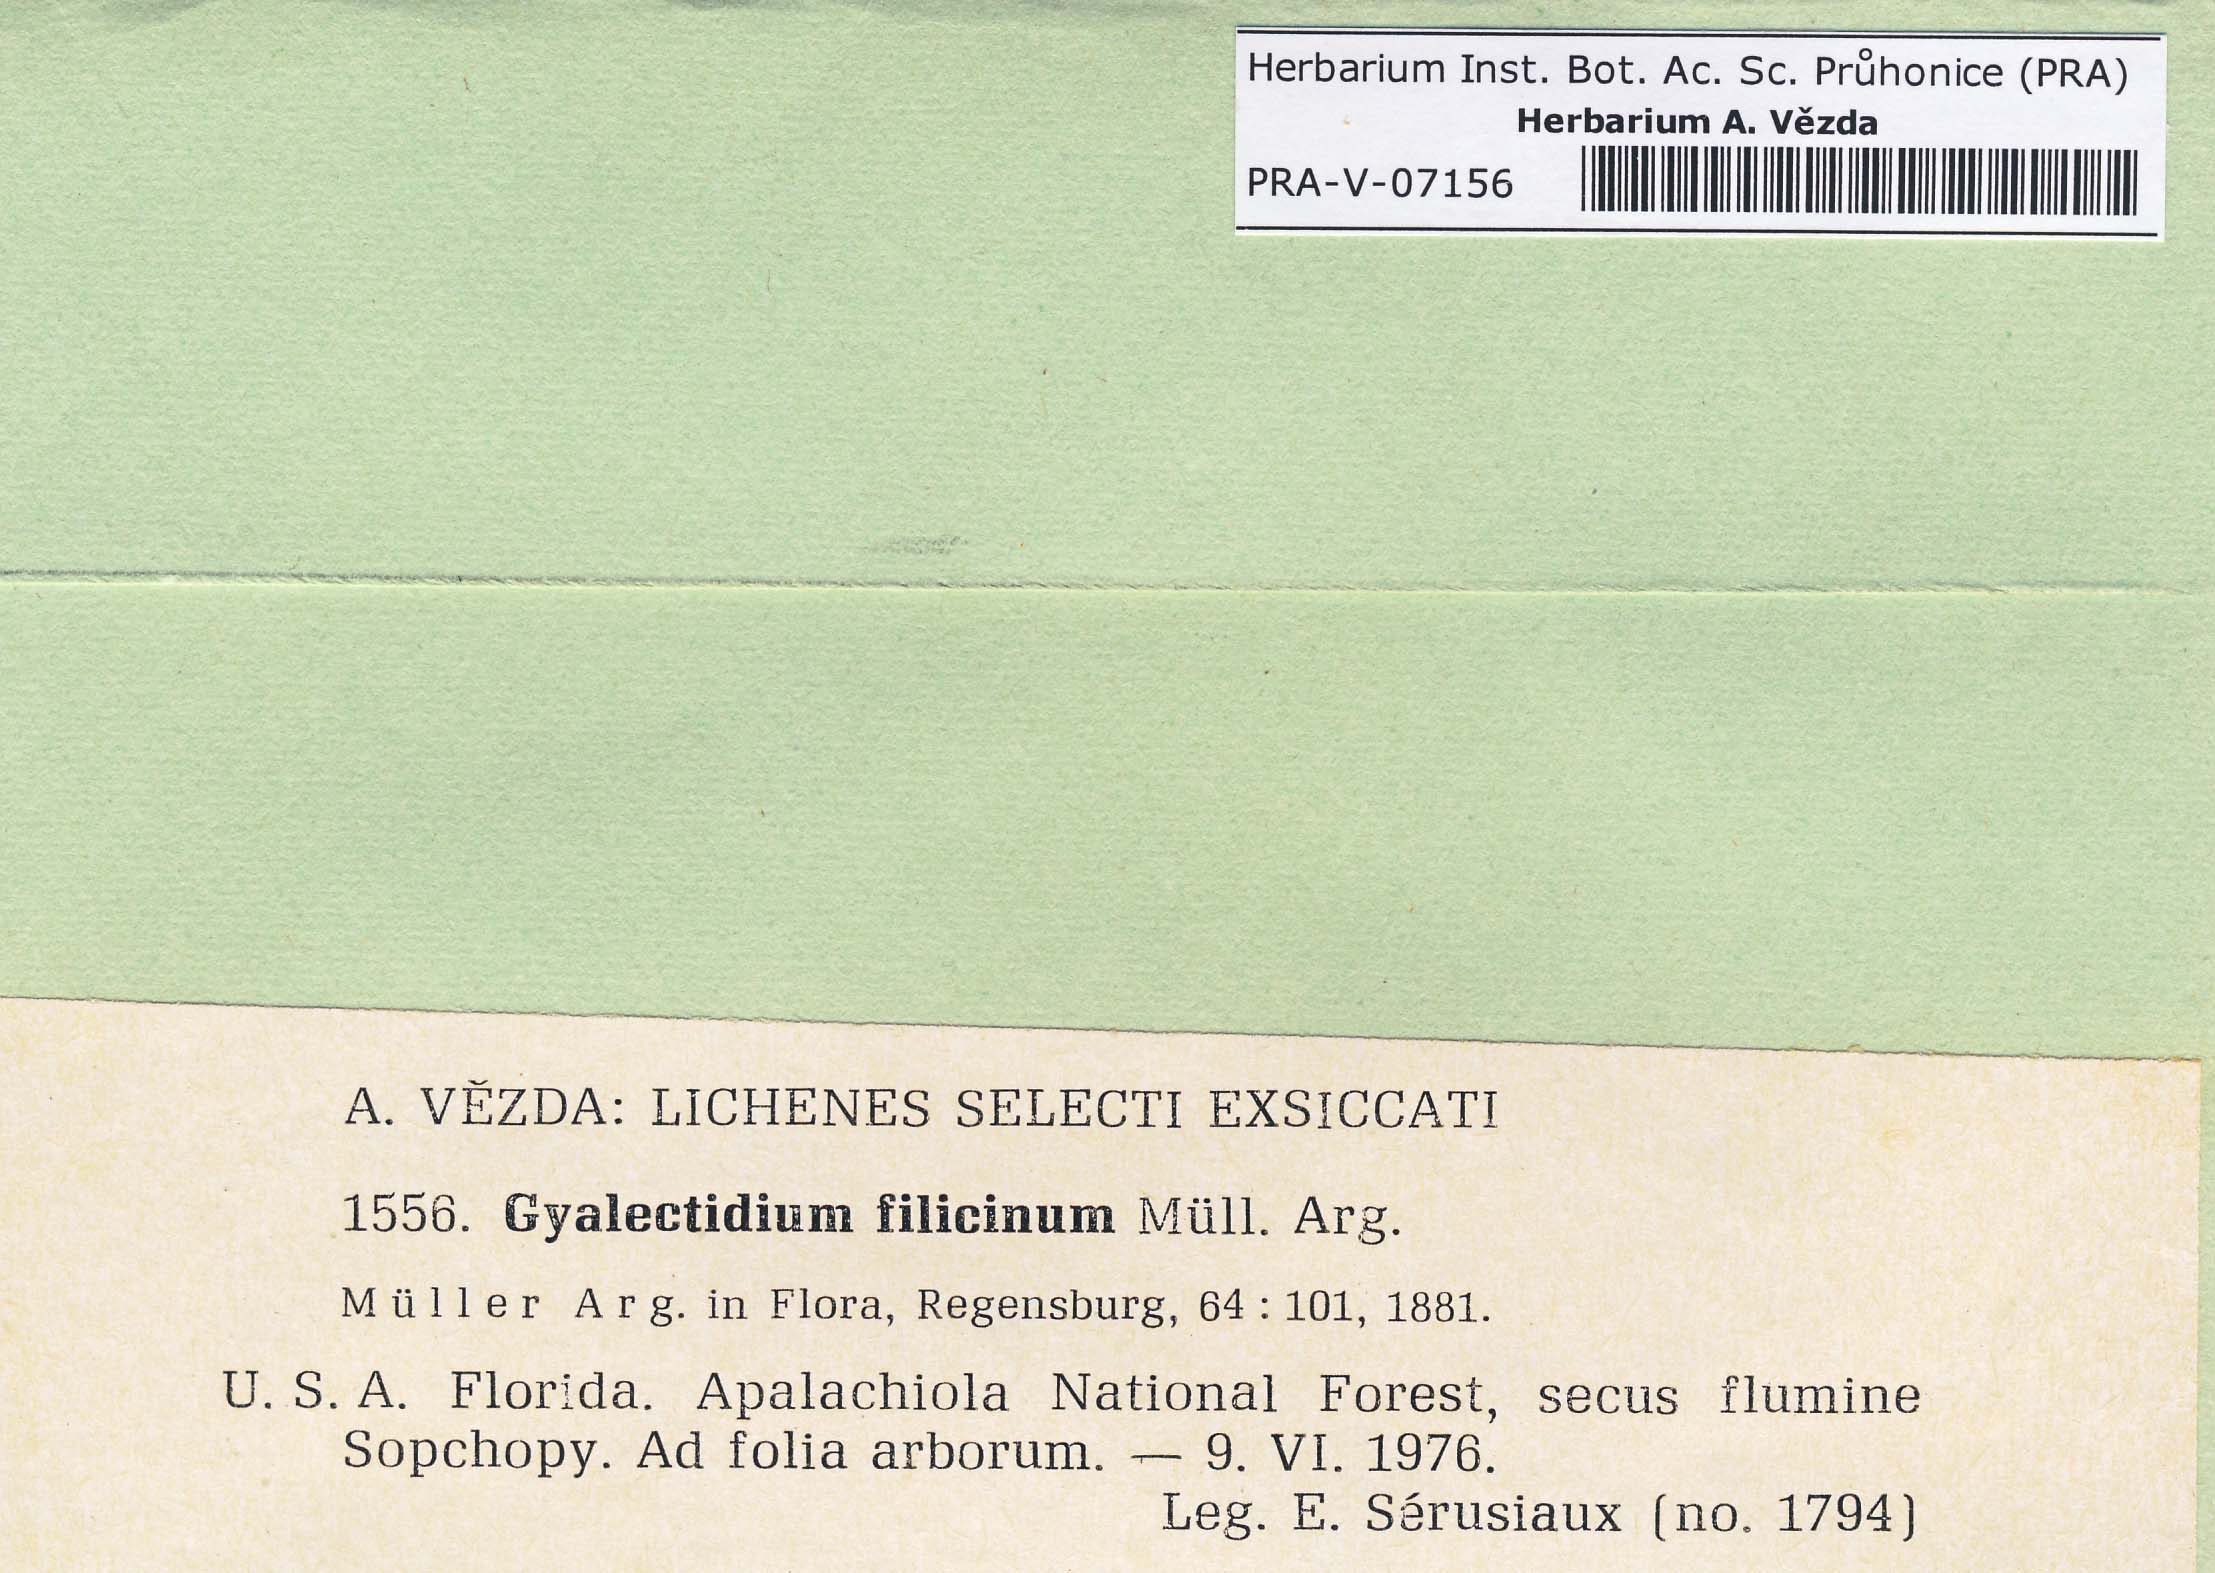 Herbarium Inst. Bot. Ac. Sc. Průhonice (PRA)
Herbarium A. Vězda
PRA-V-07156
A. VĚZDA: LICHENES SELECTI EXSICCATI
1556. Gyalectidium filicinum Müll. Arg.
Müller Arg. in Flora, Regensburg, 64 : 101, 1881.
U. S. A. Florida. Apalachiola National Forest, secus flumine
Sopchopy. Ad folia arborum. — 9. VI. 1976.
Leg. E. Sérusiaux (no. 1794)